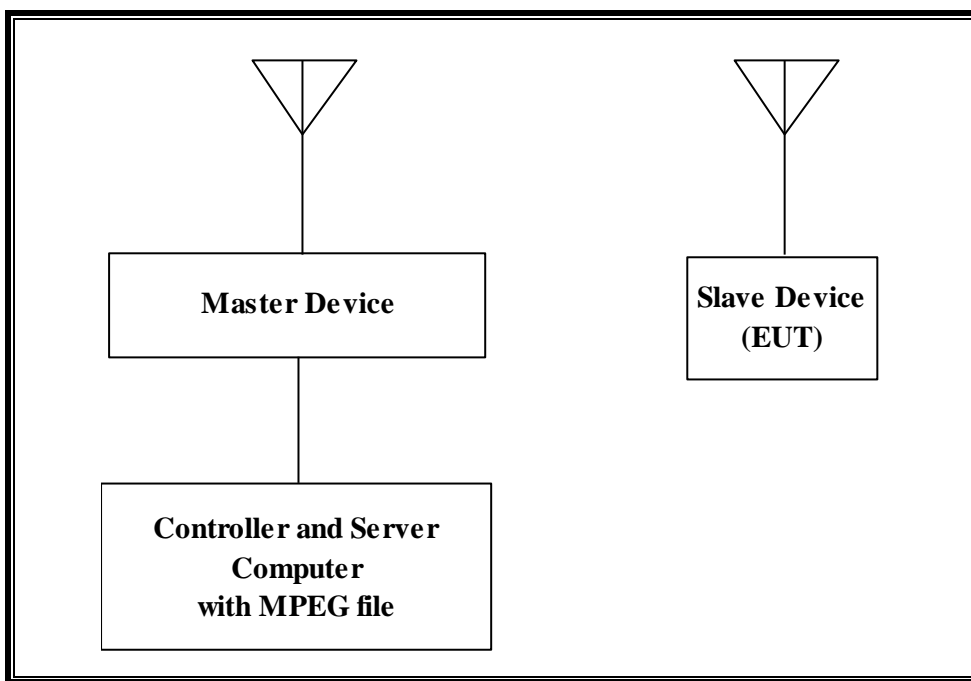 Master Device
Slave Device
(EUT)
Controller and Server
Computer
with MPEG file